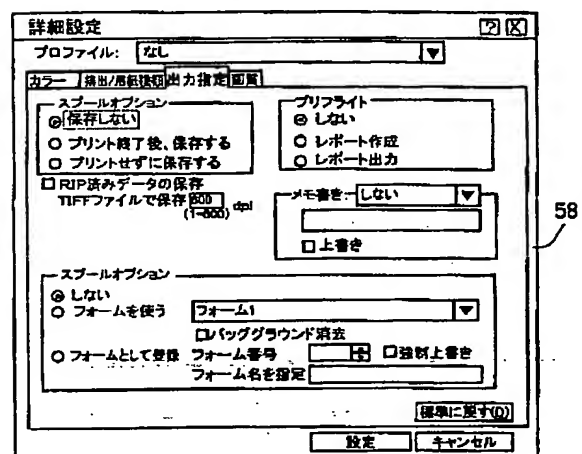 詳細設定 ? X
プロファイル: なし
カラー 排出/用紙種類 出力指定 画質
スプールオプション
保存しない
プリント終了後、保存する
プリントせずに保存する
プリフライト
しない
レポート作成
レポート出力
RIP済みデータの保存
TIFFファイルで保存 600 dpi
(1-600)
メモ書き: しない
上書き
58
スプールオプション
しない
フォームを使う フォーム1
バッググラウンド消去
フォームとして登録 フォーム番号 強制上書き
フォーム名を指定
標準に戻す(D)
設定 キャンセル